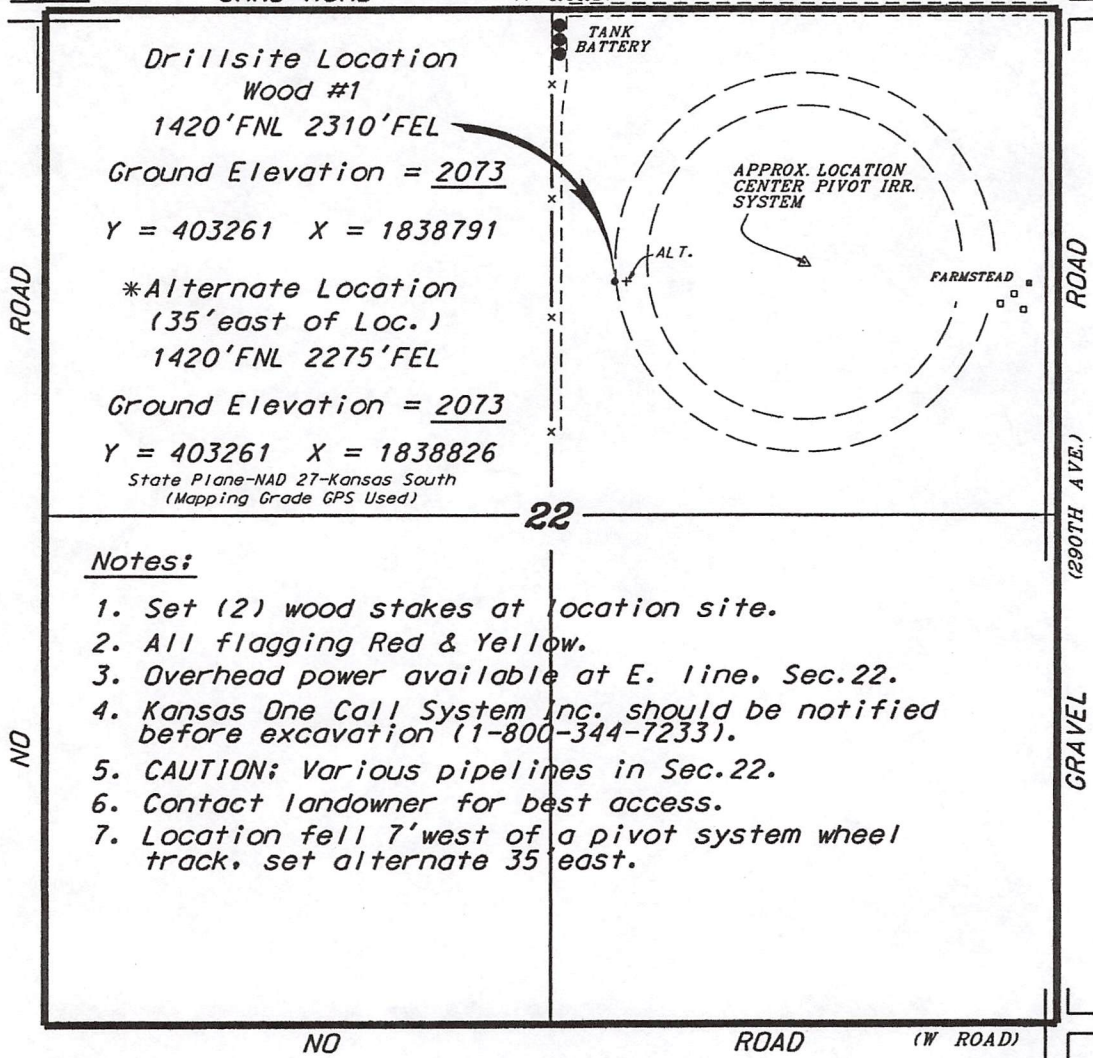 Drillsite Location
Wood #1
1420'FNL 2310'FEL
Ground Elevation = 2073
Y = 403261 X = 1838791
*Alternate Location
(35'east of Loc.)
1420'FNL 2275'FEL
Ground Elevation = 2073
Y = 403261 X = 1838826
State Plane-NAD 27-Kansas South
(Mapping Grade GPS Used)
TANK
BATTERY
APPROX. LOCATION
CENTER PIVOT IRR.
SYSTEM
ALT.
FARMSTEAD
ROAD
NO
ROAD
(290TH AVE.)
GRAVEL
22
Notes:
1. Set (2) wood stakes at location site.
2. All flagging Red & Yellow.
3. Overhead power available at E. line, Sec.22.
4. Kansas One Call System Inc. should be notified
before excavation (1-800-344-7233).
5. CAUTION: Various pipelines in Sec.22.
6. Contact landowner for best access.
7. Location fell 7'west of a pivot system wheel
track, set alternate 35'east.
NO ROAD (W ROAD)